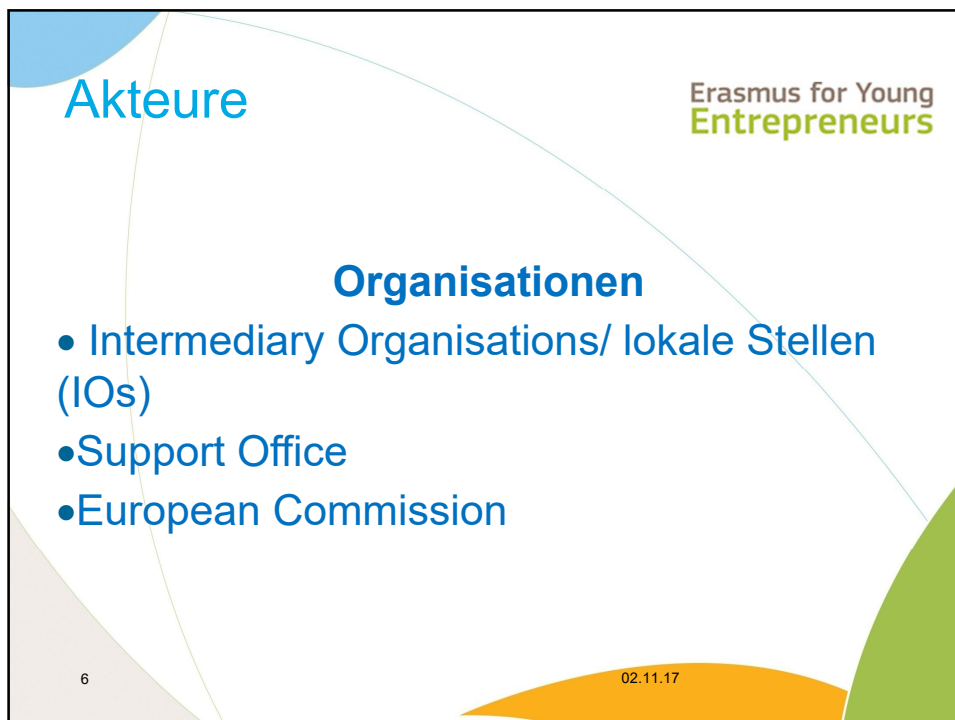 Akteure
Erasmus for Young
Entrepreneurs
Organisationen
• Intermediary Organisations/ lokale Stellen
(IOs)
•Support Office
•European Commission
6
02.11.17